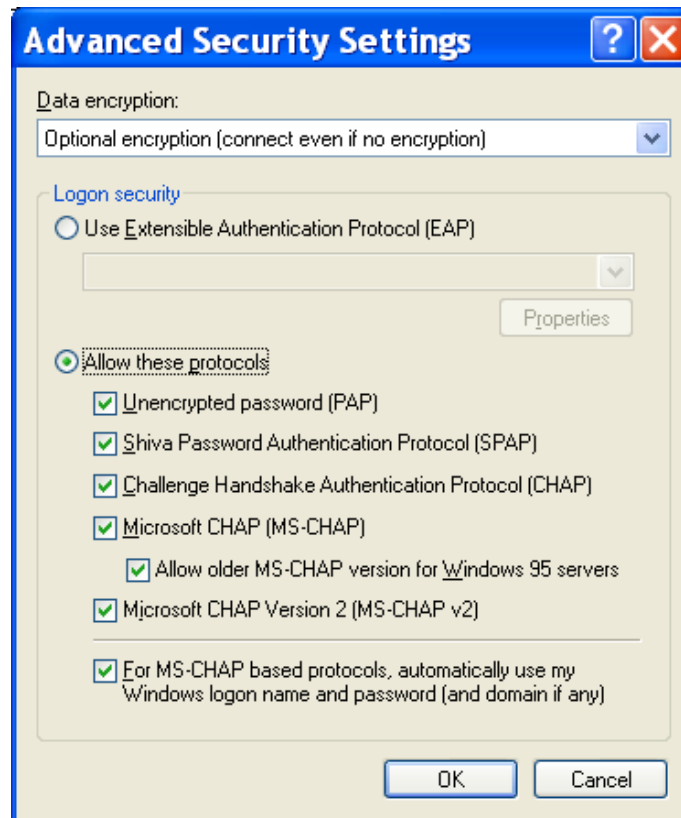 Advanced Security Settings
Data encryption:
Optional encryption (connect even if no encryption)
Logon security
Use Extensible Authentication Protocol (EAP)
Properties
Allow these protocols
Unencrypted password (PAP)
Shiva Password Authentication Protocol (SPAP)
Challenge Handshake Authentication Protocol (CHAP)
Microsoft CHAP (MS-CHAP)
Allow older MS-CHAP version for Windows 95 servers
Microsoft CHAP Version 2 (MS-CHAP v2)
For MS-CHAP based protocols, automatically use my
Windows logon name and password (and domain if any)
OK Cancel